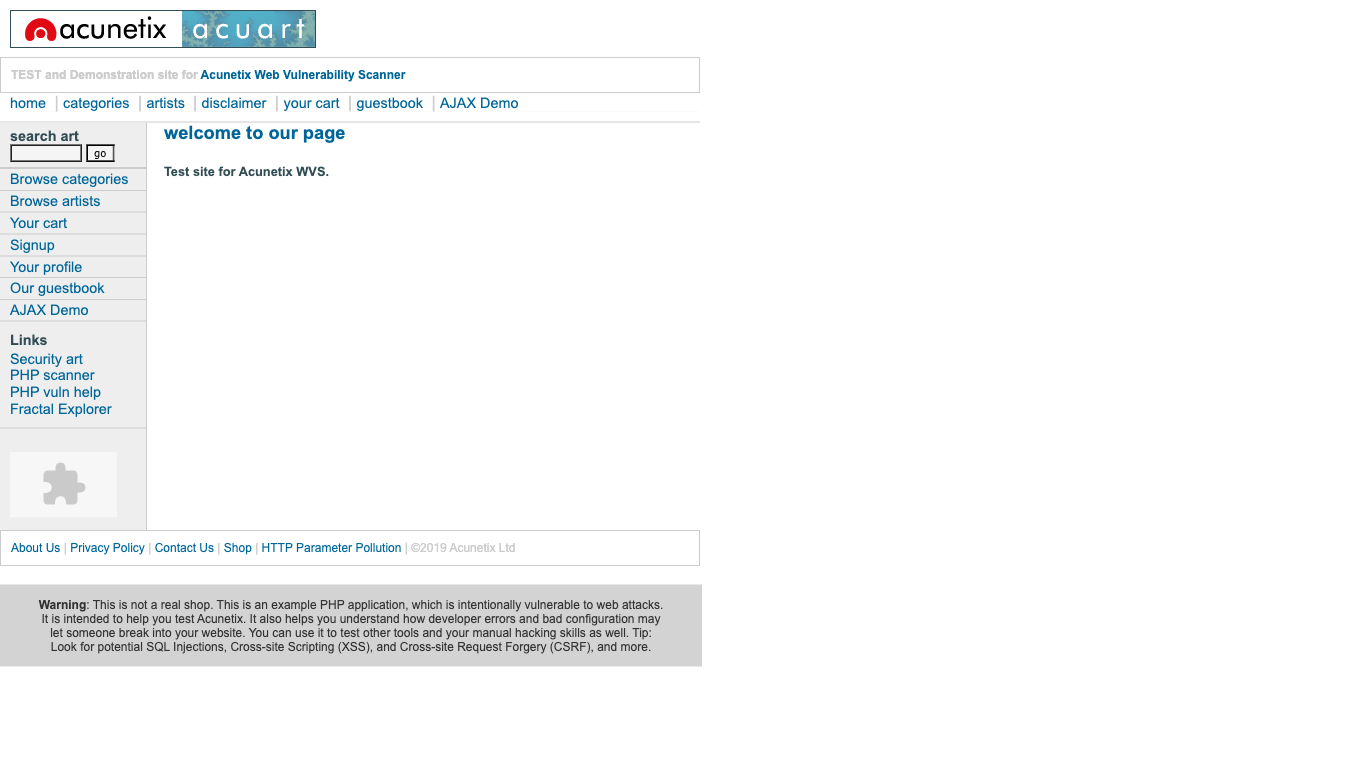 acunetix acuart
TEST and Demonstration site for Acunetix Web Vulnerability Scanner
home | categories | artists | disclaimer | your cart | guestbook | AJAX Demo
search art
go
Browse categories
Browse artists
Your cart
Signup
Your profile
Our guestbook
AJAX Demo
Links
Security art
PHP scanner
PHP vuln help
Fractal Explorer
welcome to our page
Test site for Acunetix WVS.
About Us | Privacy Policy | Contact Us | Shop | HTTP Parameter Pollution | ©2019 Acunetix Ltd
Warning: This is not a real shop. This is an example PHP application, which is intentionally vulnerable to web attacks.
It is intended to help you test Acunetix. It also helps you understand how developer errors and bad configuration may
let someone break into your website. You can use it to test other tools and your manual hacking skills as well. Tip:
Look for potential SQL Injections, Cross-site Scripting (XSS), and Cross-site Request Forgery (CSRF), and more.